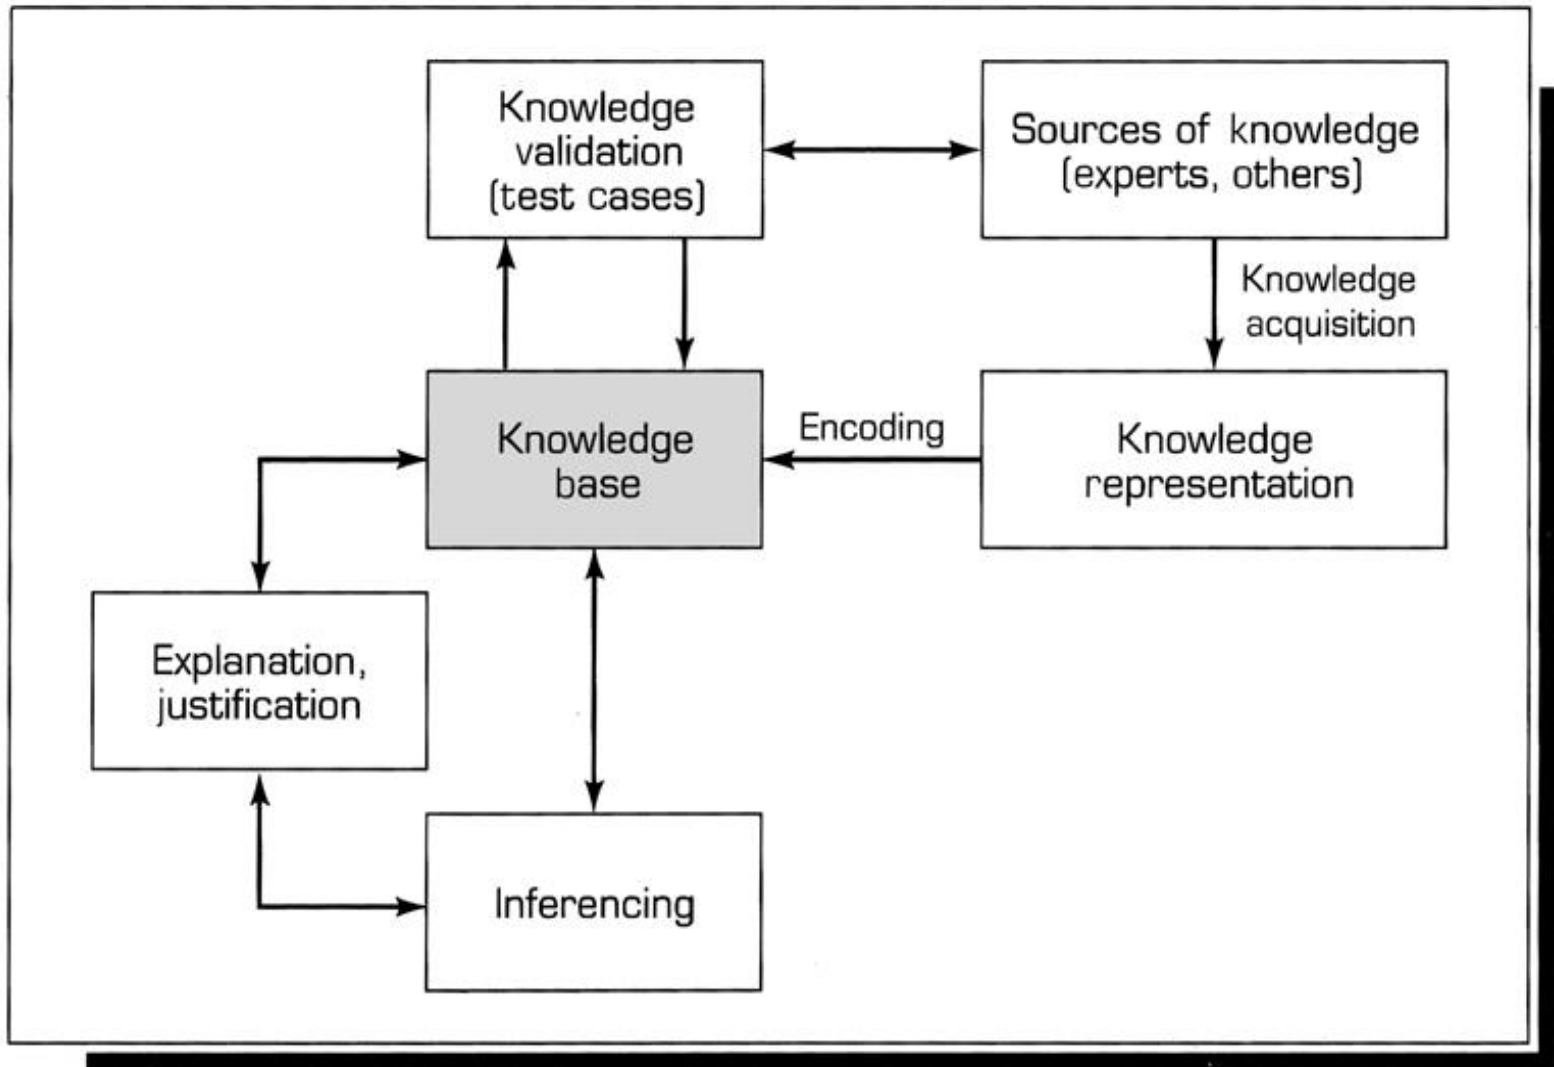 Knowledge
validation
(test cases)
Sources of knowledge
(experts, others)
Knowledge
acquisition
Knowledge
base
Encoding
Knowledge
representation
Explanation,
justification
Inferencing